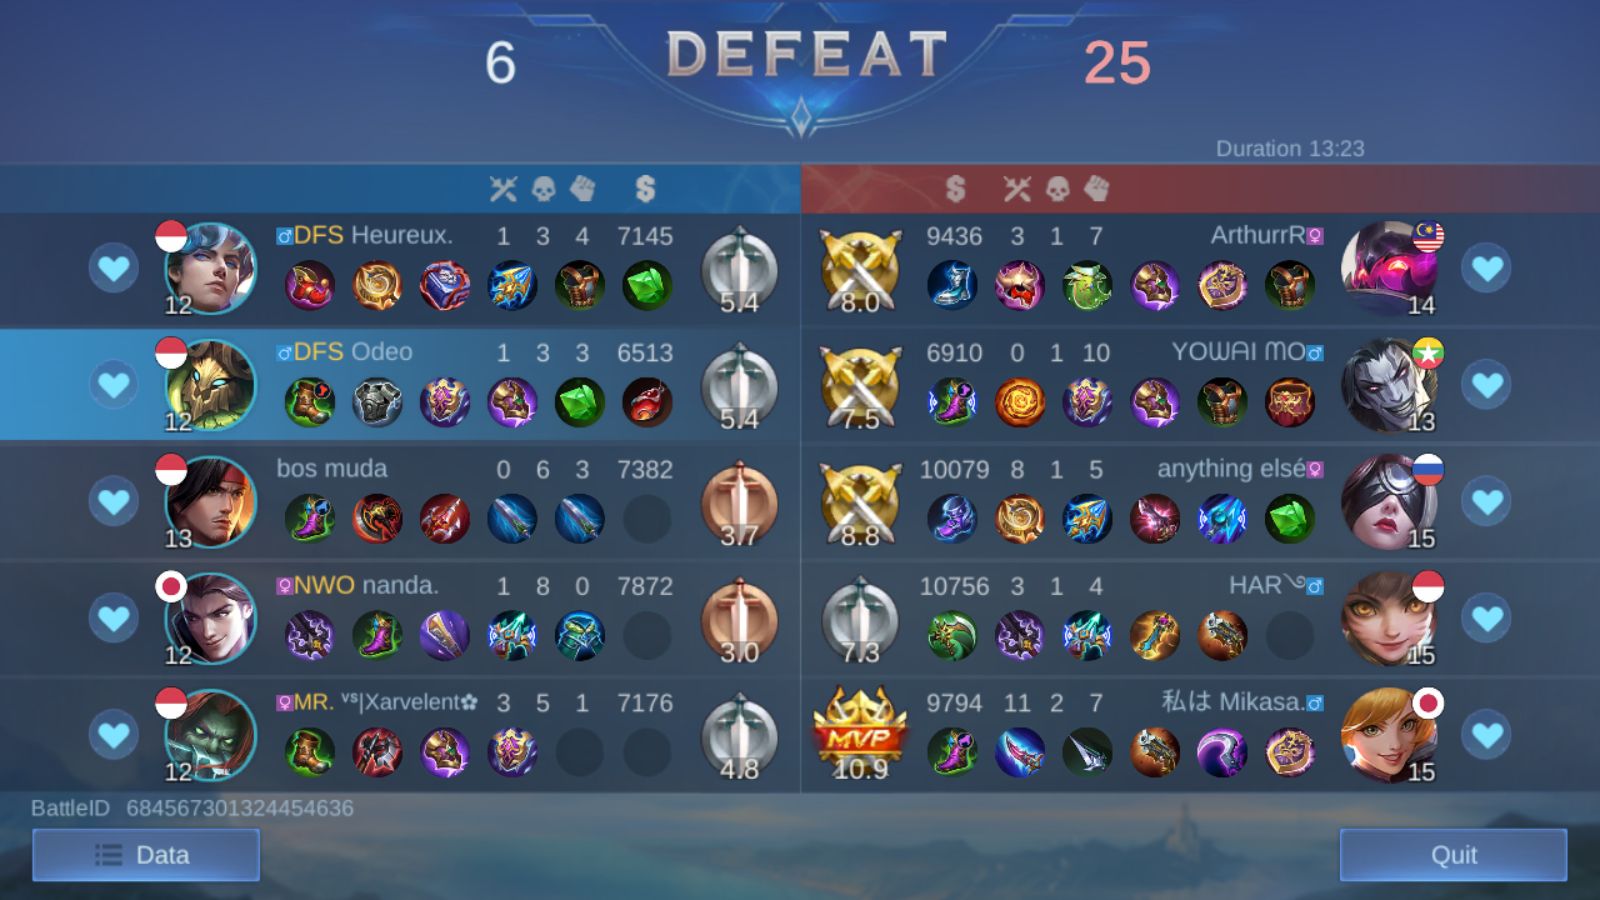 6 DEFEAT 25
Duration 13:23
DFS Heureux. 1 3 4 7145
12 5.4
8.0 9436 3 1 7 ArthurrR
14
DFS Odeo 1 3 3 6513
12 5.4
7.5 6910 0 1 10 YOWAI MO
13
bos muda 0 6 3 7382
13 3.7
8.8 10079 8 1 5 anything elsé
15
NWO nanda. 1 8 0 7872
12 3.0
7.3 10756 3 1 4 HAR
15
MR. ᵛˢ|Xarvelent✿ 3 5 1 7176
12 4.8
MVP 10.9 9794 11 2 7 私は Mikasa.
15
BattleID 684567301324454636
Data
Quit